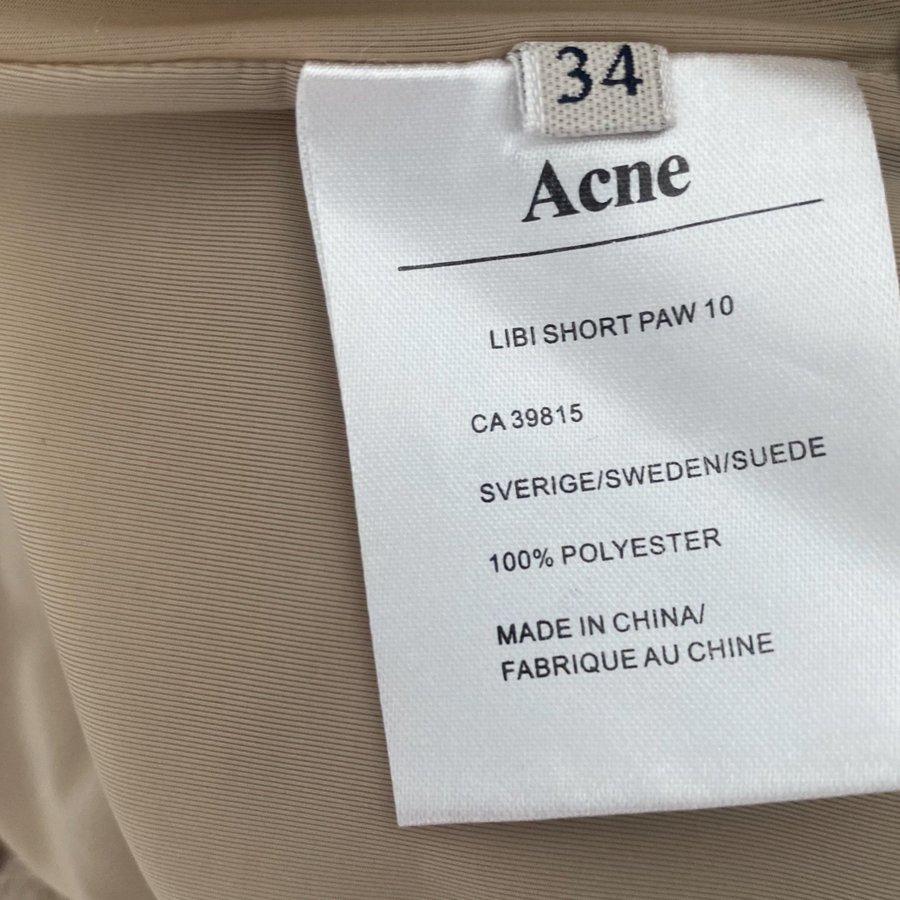 34
Acne
LIBI SHORT PAW 10
CA 39815
SVERIGE/SWEDEN/SUEDE
100% POLYESTER
MADE IN CHINA/
FABRIQUE AU CHINE